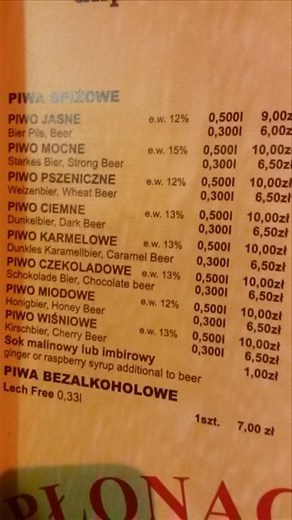 PIWA SPIŻOWE
PIWO JASNE e.w. 12% 0,500l 9,00z
Bier Pils, Beer 0,300l 6,00z
PIWO MOCNE e.w. 15% 0,500l 10,00z
Starkes Bier, Strong Beer 0,300l 6,50zł
PIWO PSZENICZNE e.w. 12% 0,500l 10,00zł
Weizenbier, Wheat Beer 0,300l 6,50zł
PIWO CIEMNE e.w. 13% 0,500l 10,00zł
Dunkelbier, Dark Beer 0,300l 6,50zł
PIWO KARMELOWE e.w. 13% 0,500l 10,00zł
Dunkles Karamellbier, Caramel Beer 0,300l 6,50zł
PIWO CZEKOLADOWE e.w. 13% 0,500l 10,00zł
Schokolade Bier, Chocolate beer 0,300l 6,50zł
PIWO MIODOWE e.w. 12% 0,500l 10,00zł
Honigbier, Honey Beer 0,300l 6,50zł
PIWO WIŚNIOWE e.w. 13% 0,500l 10,00zł
Kirschbier, Cherry Beer 0,300l 6,50zł
Sok malinowy lub imbirowy 1,00zł
ginger or raspberry syrup additional to beer
PIWA BEZALKOHOLOWE
Lech Free 0,33l 1szt. 7,00 zł
PŁONĄC